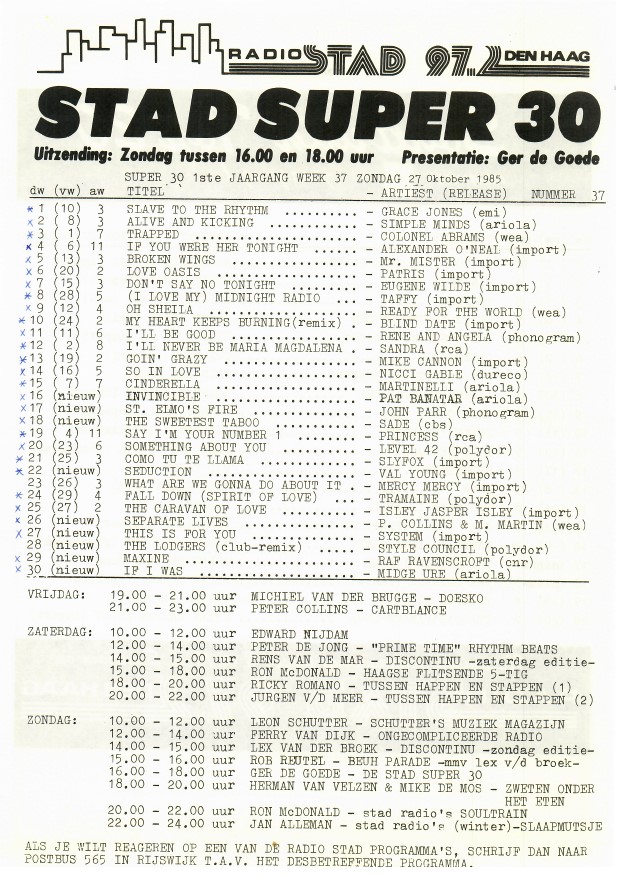 RADIO STAD 97.2 DEN HAAG
STAD SUPER 30
Uitzending: Zondag tussen 16.00 en 18.00 uur Presentatie: Ger de Goede
SUPER 30 1ste JAARGANG WEEK 37 ZONDAG 27 Oktober 1985
dw (vw) aw TITEL - ARTIEST (RELEASE) NUMMER 37
* 1 (10) 3 SLAVE TO THE RHYTHM .......... - GRACE JONES (emi)
x 2 ( 8) 3 ALIVE AND KICKING ........... - SIMPLE MINDS (ariola)
* 3 ( 1) 7 TRAPPED ..................... - COLONEL ABRAMS (wea)
x 4 ( 6) 11 IF YOU WERE HER TONIGHT ..... - ALEXANDER O'NEAL (import)
x 5 (13) 3 BROKEN WINGS ................ - Mr. MISTER (import)
x 6 (20) 2 LOVE OASIS .................. - PATRIS (import)
x 7 (15) 3 DON'T SAY NO TONIGHT ........ - EUGENE WILDE (import)
* 8 (28) 5 (I LOVE MY) MIDNIGHT RADIO .. - TAFFY (import)
x 9 (12) 4 OH SHEILA ................... - READY FOR THE WORLD (wea)
* 10 (24) 2 MY HEART KEEPS BURNING(remix) . - BLIND DATE (import)
x 11 (11) 6 I'LL BE GOOD ................ - RENE AND ANGELA (phonogram)
* 12 ( 2) 8 I'LL NEVER BE MARIA MAGDALENA . - SANDRA (rca)
* 13 (19) 2 GOIN' GRAZY ................. - MIKE CANNON (import)
x 14 (16) 5 SO IN LOVE .................. - NICCI GABLE (dureco)
* 15 ( 7) 7 CINDERELLA .................. - MARTINELLI (ariola)
x 16 (nieuw) INVINCIBLE .................. - PAT BANATAR (ariola)
x 17 (nieuw) ST. ELMO'S FIRE ............. - JOHN PARR (phonogram)
x 18 (nieuw) THE SWEETEST TABOO .......... - SADE (cbs)
* 19 ( 4) 11 SAY I'M YOUR NUMBER 1 ....... - PRINCESS (rca)
x 20 (23) 6 SOMETHING ABOUT YOU ......... - LEVEL 42 (polydor)
* 21 (25) 3 COMO TU TE LLAMA ............ - SLYFOX (import)
* 22 (nieuw) SEDUCTION ................... - VAL YOUNG (import)
23 (26) 3 WHAT ARE WE GONNA DO ABOUT IT . - MERCY MERCY (import)
* 24 (29) 4 FALL DOWN (SPIRIT OF LOVE) .. - TRAMAINE (polydor)
x 25 (27) 2 THE CARAVAN OF LOVE ......... - ISLEY JASPER ISLEY (import)
x 26 (nieuw) SEPARATE LIVES .............. - P. COLLINS & M. MARTIN (wea)
x 27 (nieuw) THIS IS FOR YOU ............. - SYSTEM (import)
28 (nieuw) THE LODGERS (club-remix) .... - STYLE COUNCIL (polydor)
x 29 (nieuw) MAXINE ...................... - RAF RAVENSCROFT (cnr)
x 30 (nieuw) IF I WAS .................... - MIDGE URE (ariola)
VRIJDAG: 19.00 - 21.00 uur MICHIEL VAN DER BRUGGE - DOESKO
21.00 - 23.00 uur PETER COLLINS - CARTBLANCE
ZATERDAG: 10.00 - 12.00 uur EDWARD NIJDAM
12.00 - 14.00 uur PETER DE JONG - "PRIME TIME" RHYTHM BEATS
14.00 - 15.00 uur RENS VAN DE MAR - DISCONTINU -zaterdag editie-
15.00 - 18.00 uur RON McDONALD - HAAGSE FLITSENDE 5-TIG
18.00 - 20.00 uur RICKY ROMANO - TUSSEN HAPPEN EN STAPPEN (1)
20.00 - 22.00 uur JURGEN V/D MEER - TUSSEN HAPPEN EN STAPPEN (2)
ZONDAG: 10.00 - 12.00 uur LEON SCHUTTER - SCHUTTER'S MUZIEK MAGAZIJN
12.00 - 14.00 uur FERRY VAN DIJK - ONGECOMPLICEERDE RADIO
14.00 - 15.00 uur LEX VAN DER BROEK - DISCONTINU -zondag editie-
15.00 - 16.00 uur ROB REUTEL - BEUH PARADE -mmv lex v/d broek-
16.00 - 18.00 uur GER DE GOEDE - DE STAD SUPER 30
18.00 - 20.00 uur HERMAN VAN VELZEN & MIKE DE MOS - ZWETEN ONDER
HET ETEN
20.00 - 22.00 uur RON McDONALD - stad radio's SOULTRAIN
22.00 - 24.00 uur JAN ALLEMAN - stad radio's (winter)-SLAAPMUTSJE
ALS JE WILT REAGEREN OP EEN VAN DE RADIO STAD PROGRAMMA'S, SCHRIJF DAN NAAR
POSTBUS 565 IN RIJSWIJK T.A.V. HET DESBETREFFENDE PROGRAMMA.